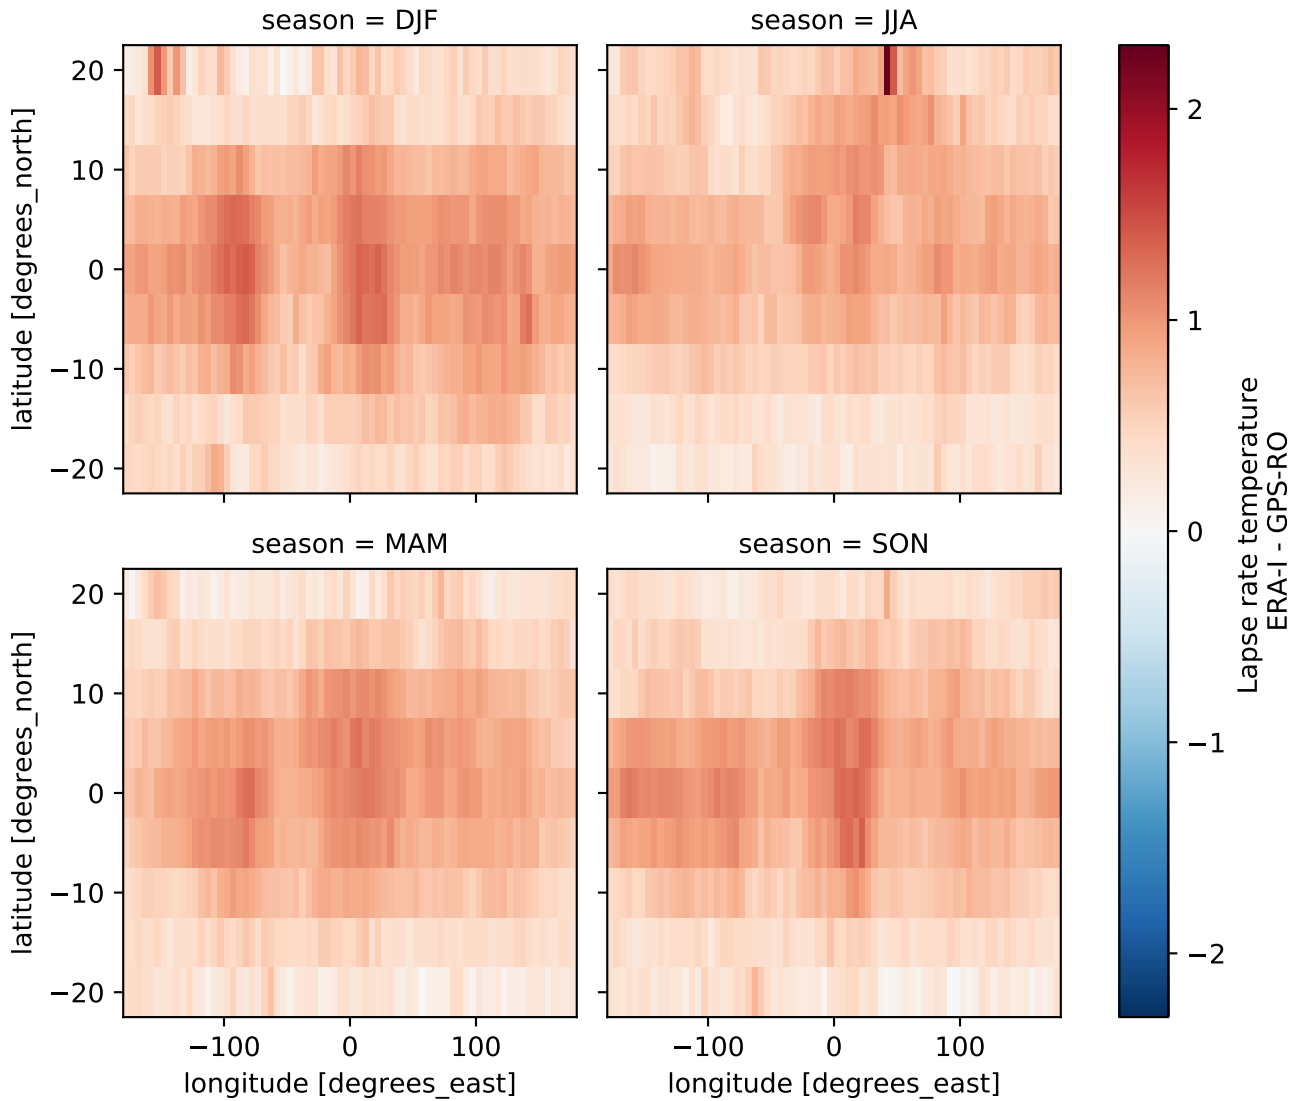 season = DJF
season = JJA
20
10
0
−10
−20
latitude [degrees_north]
season = MAM
season = SON
20
10
0
−10
−20
latitude [degrees_north]
−100
0
100
longitude [degrees_east]
−100
0
100
longitude [degrees_east]
2
1
0
−1
−2
Lapse rate temperature
ERA-I - GPS-RO